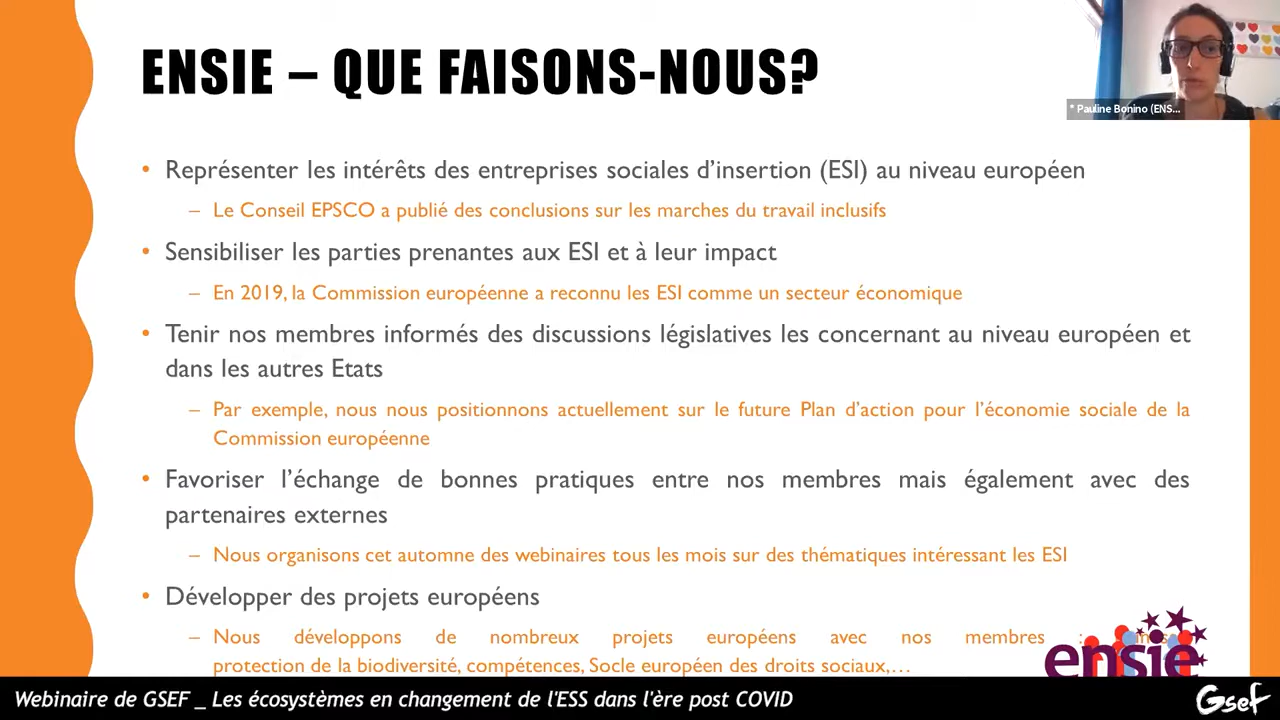 ENSIE – QUE FAISONS-NOUS?
* Pauline Bonino (ENS...
• Représenter les intérêts des entreprises sociales d’insertion (ESI) au niveau européen
– Le Conseil EPSCO a publié des conclusions sur les marches du travail inclusifs
• Sensibiliser les parties prenantes aux ESI et à leur impact
– En 2019, la Commission européenne a reconnu les ESI comme un secteur économique
• Tenir nos membres informés des discussions législatives les concernant au niveau européen et
dans les autres Etats
– Par exemple, nous nous positionnons actuellement sur le future Plan d’action pour l’économie sociale de la
Commission européenne
• Favoriser l’échange de bonnes pratiques entre nos membres mais également avec des
partenaires externes
– Nous organisons cet automne des webinaires tous les mois sur des thématiques intéressant les ESI
• Développer des projets européens
– Nous développons de nombreux projets européens avec nos membres :
protection de la biodiversité, compétences, Socle européen des droits sociaux,…
ensie
Webinaire de GSEF _ Les écosystèmes en changement de l'ESS dans l'ère post COVID
Gsef